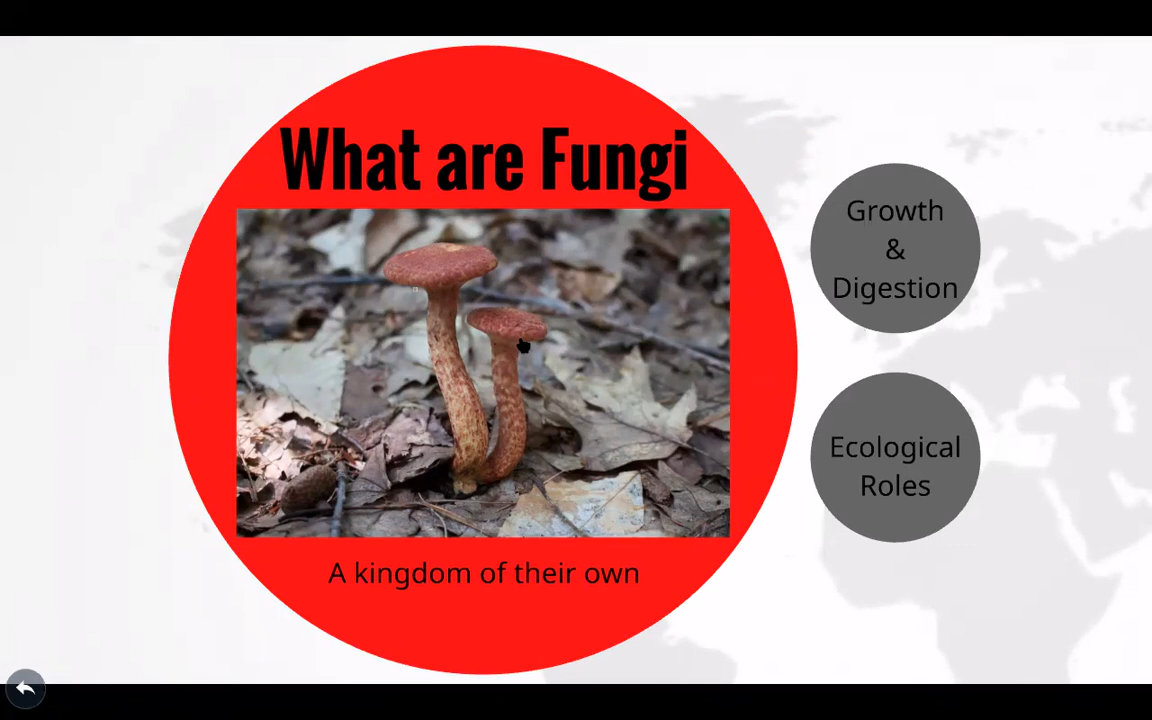 What are Fungi
A kingdom of their own
Growth
&
Digestion
Ecological
Roles